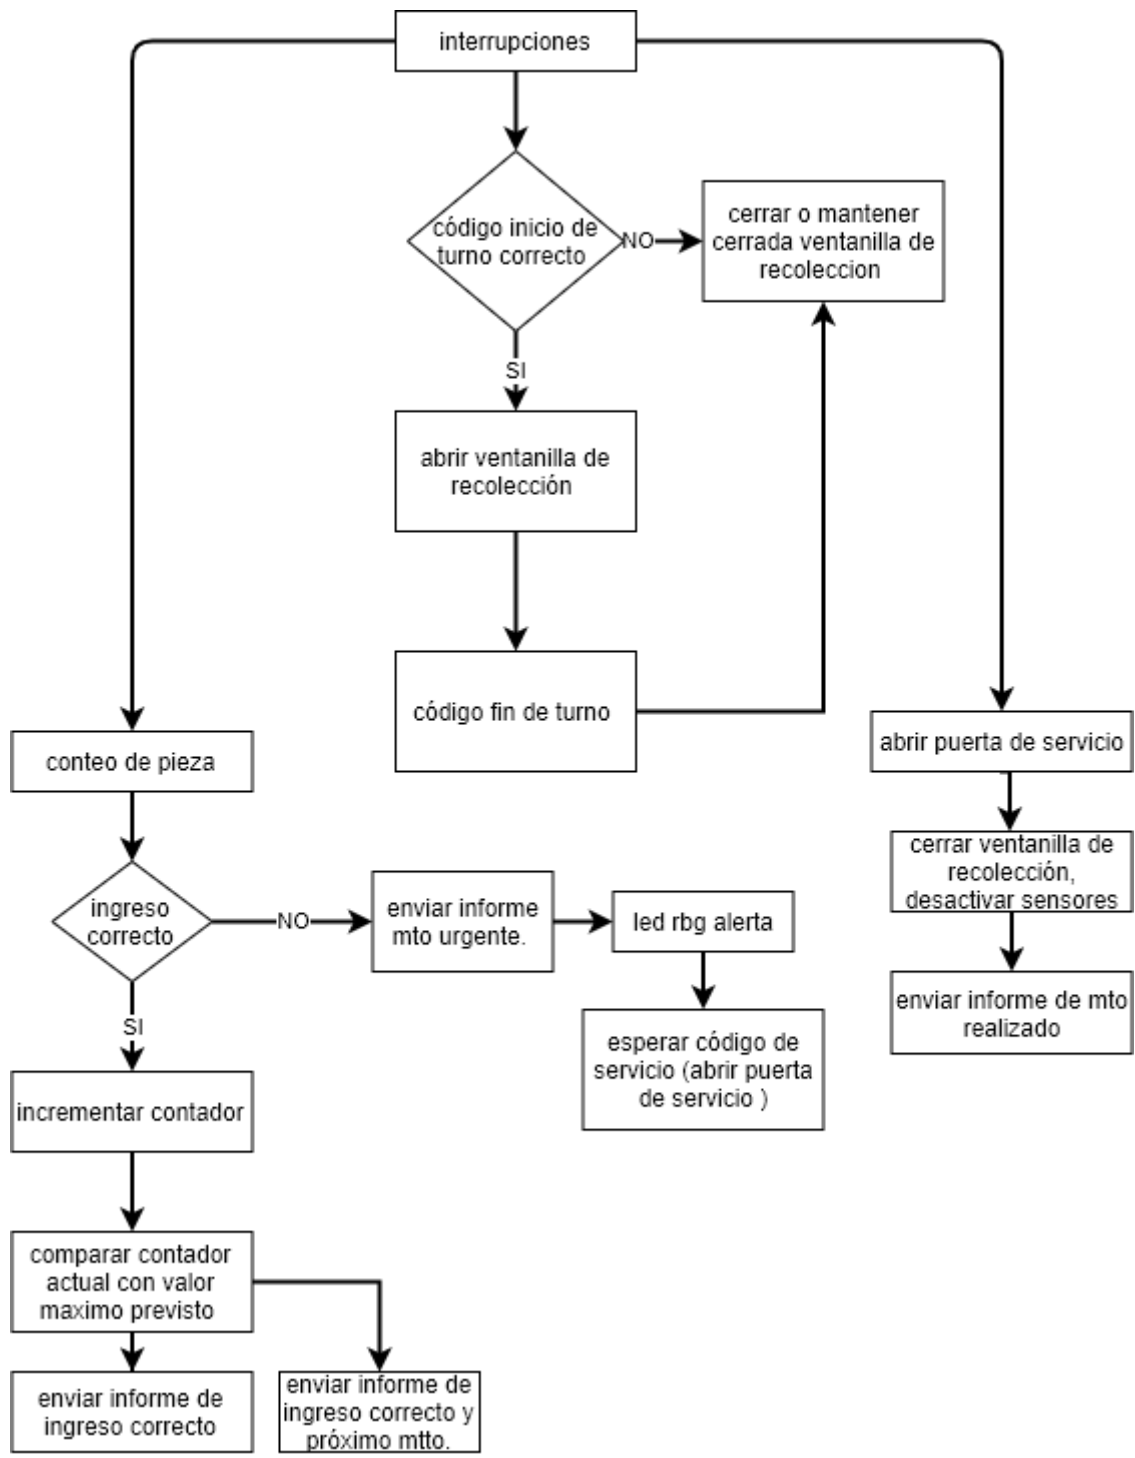 interrupciones
código inicio de
turno correcto
NO
cerrar o mantener
cerrada ventanilla de
recoleccion
SI
abrir ventanilla de
recolección
código fin de turno
conteo de pieza
abrir puerta de servicio
cerrar ventanilla de
recolección,
desactivar sensores
ingreso
correcto
NO
enviar informe
mto urgente.
led rbg alerta
enviar informe de mto
realizado
SI
esperar código de
servicio (abrir puerta
de servicio )
incrementar contador
comparar contador
actual con valor
maximo previsto
enviar informe de
ingreso correcto
enviar informe de
ingreso correcto y
próximo mtto.